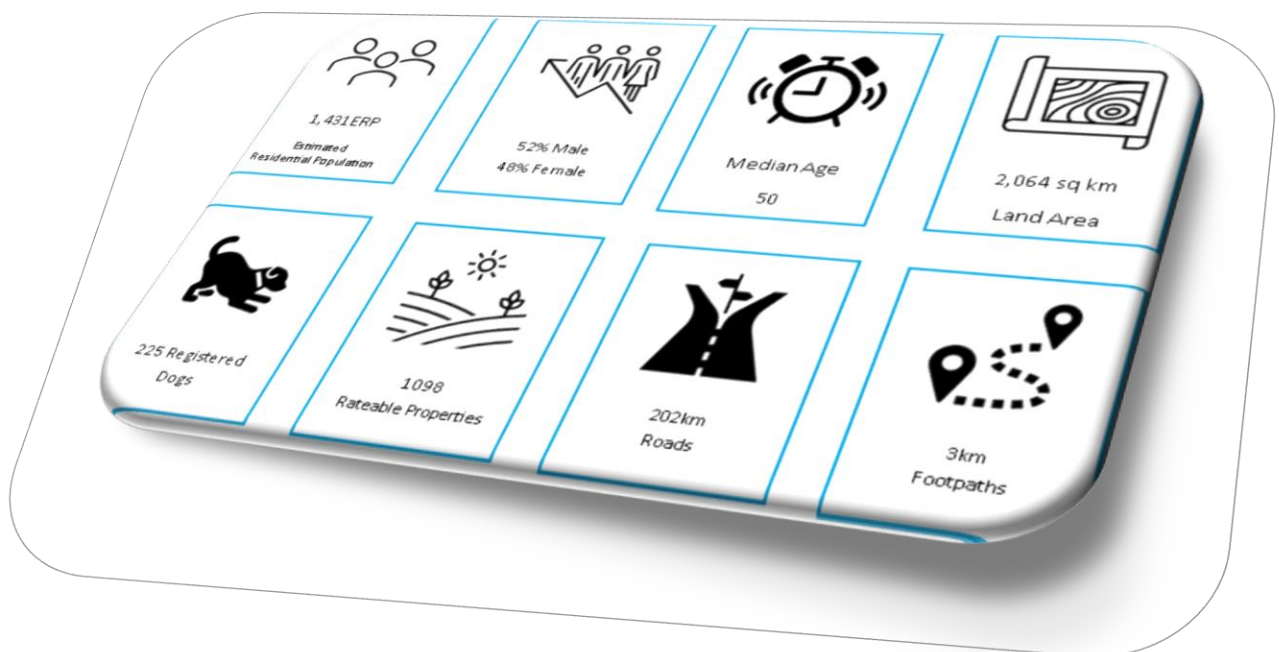 1,431ERP
Estimated
Residential Population
52% Male
48% Female
Median Age
50
2,064 sq km
Land Area
225 Registered
Dogs
1098
Rateable Properties
202km
Roads
3km
Footpaths